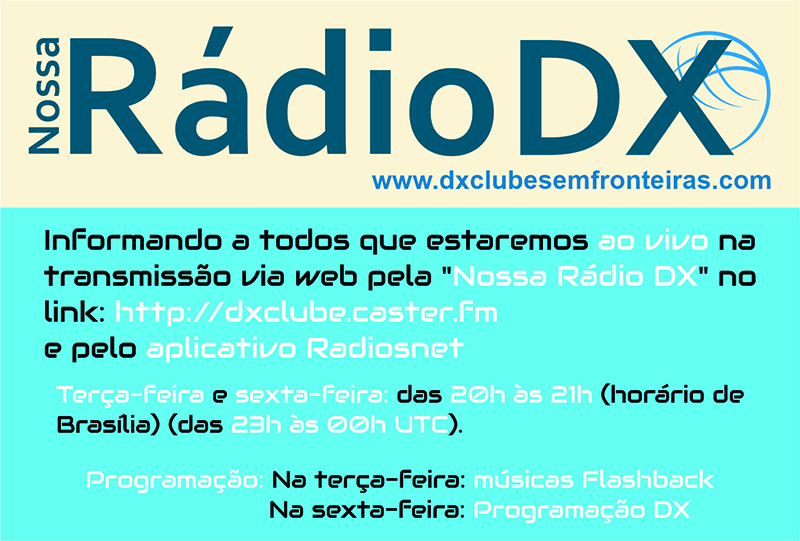 Nossa
RádioDX
www.dxclubesemfronteiras.com
Informando a todos que estaremos ao vivo na
transmissão via web pela "Nossa Rádio DX" no
link: http://dxclube.caster.fm
e pelo aplicativo Radiosnet
Terça-feira e sexta-feira: das 20h às 21h (horário de
Brasília) (das 23h às 00h UTC).
Programação: Na terça-feira: músicas Flashback
Na sexta-feira: Programação DX